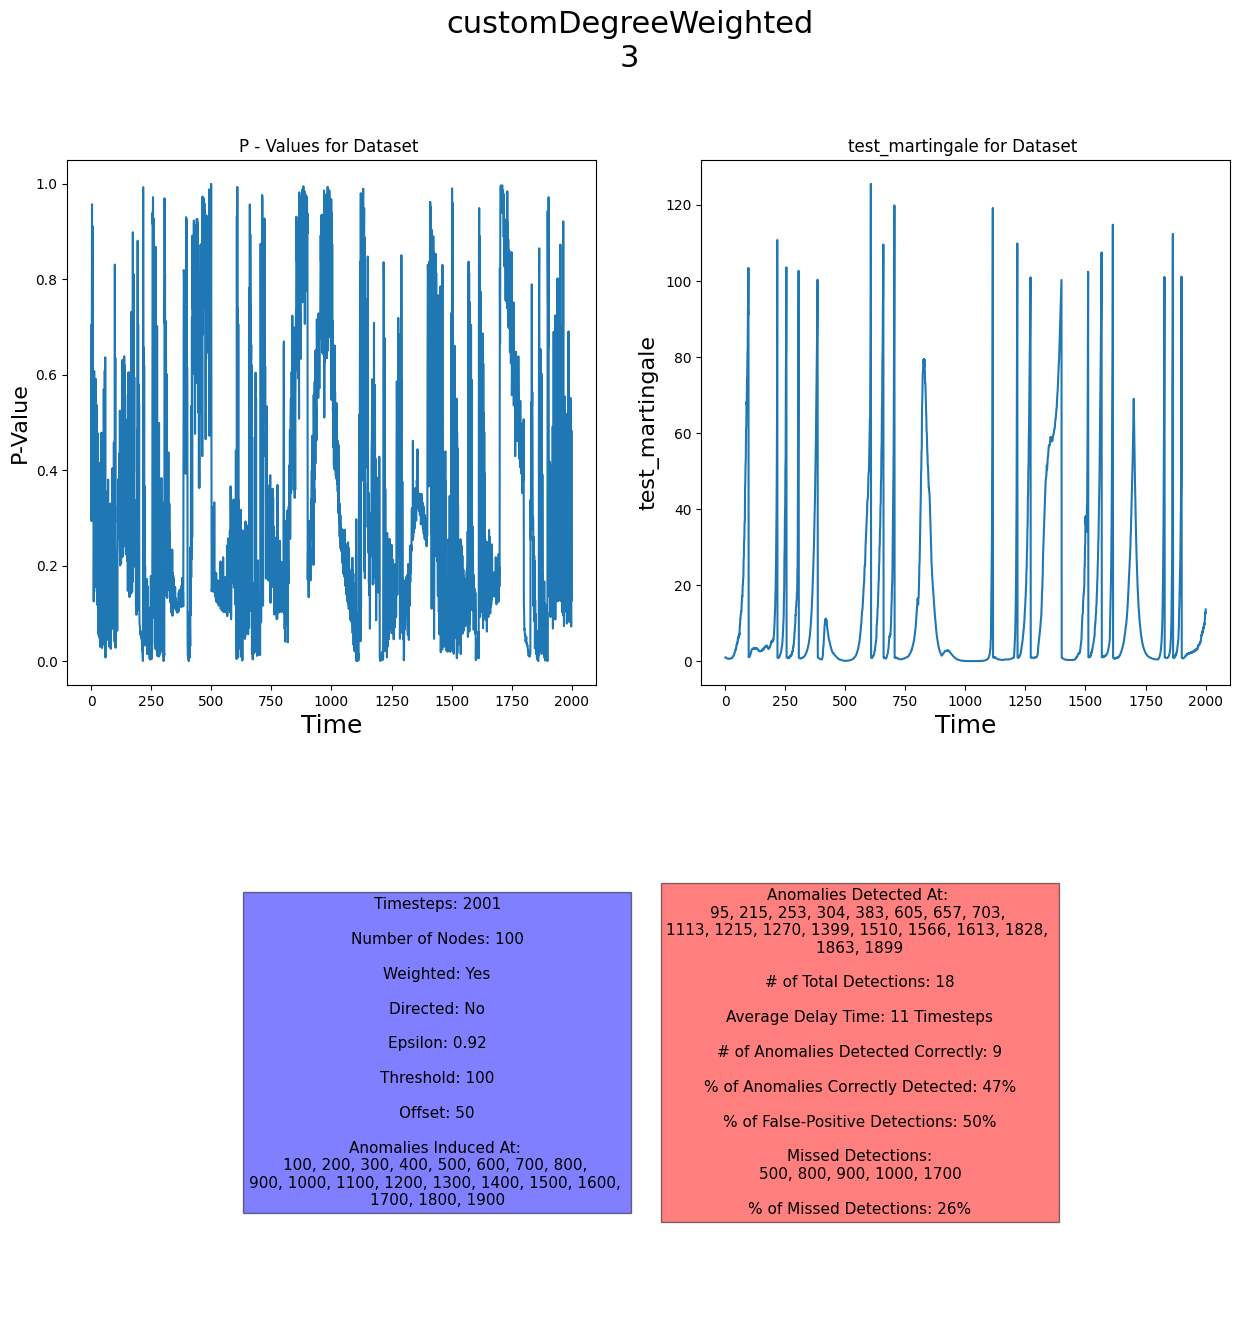 customDegreeWeighted
3
P - Values for Dataset
1.0
0.8
0.6
0.4
0.2
0.0
P-Value
0 250 500 750 1000 1250 1500 1750 2000
Time
test_martingale for Dataset
120
100
80
60
40
20
0
test_martingale
0 250 500 750 1000 1250 1500 1750 2000
Time
Timesteps: 2001
Number of Nodes: 100
Weighted: Yes
Directed: No
Epsilon: 0.92
Threshold: 100
Offset: 50
Anomalies Induced At:
100, 200, 300, 400, 500, 600, 700, 800,
900, 1000, 1100, 1200, 1300, 1400, 1500, 1600,
1700, 1800, 1900
Anomalies Detected At:
95, 215, 253, 304, 383, 605, 657, 703,
1113, 1215, 1270, 1399, 1510, 1566, 1613, 1828,
1863, 1899
# of Total Detections: 18
Average Delay Time: 11 Timesteps
# of Anomalies Detected Correctly: 9
% of Anomalies Correctly Detected: 47%
% of False-Positive Detections: 50%
Missed Detections:
500, 800, 900, 1000, 1700
% of Missed Detections: 26%